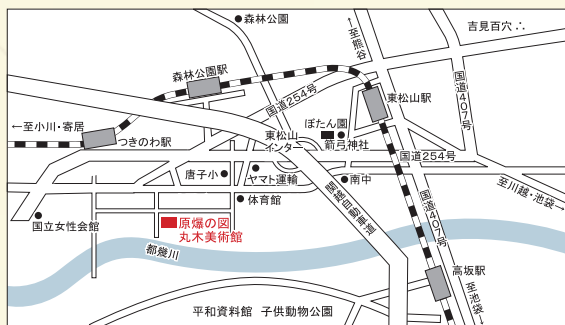 森林公園
←至熊谷
吉見百穴
森林公園駅
国道254号
東松山駅
国道407号
←至小川・寄居
つきのわ駅
ぼたん園
東松山
インター
箭弓神社
国道254号
唐子小
ヤマト運輸
南中
至川越・池袋→
体育館
関越自動車道
国道407号
国立女性会館
原爆の図
丸木美術館
都幾川
高坂駅
平和資料館 子供動物公園
至池袋→